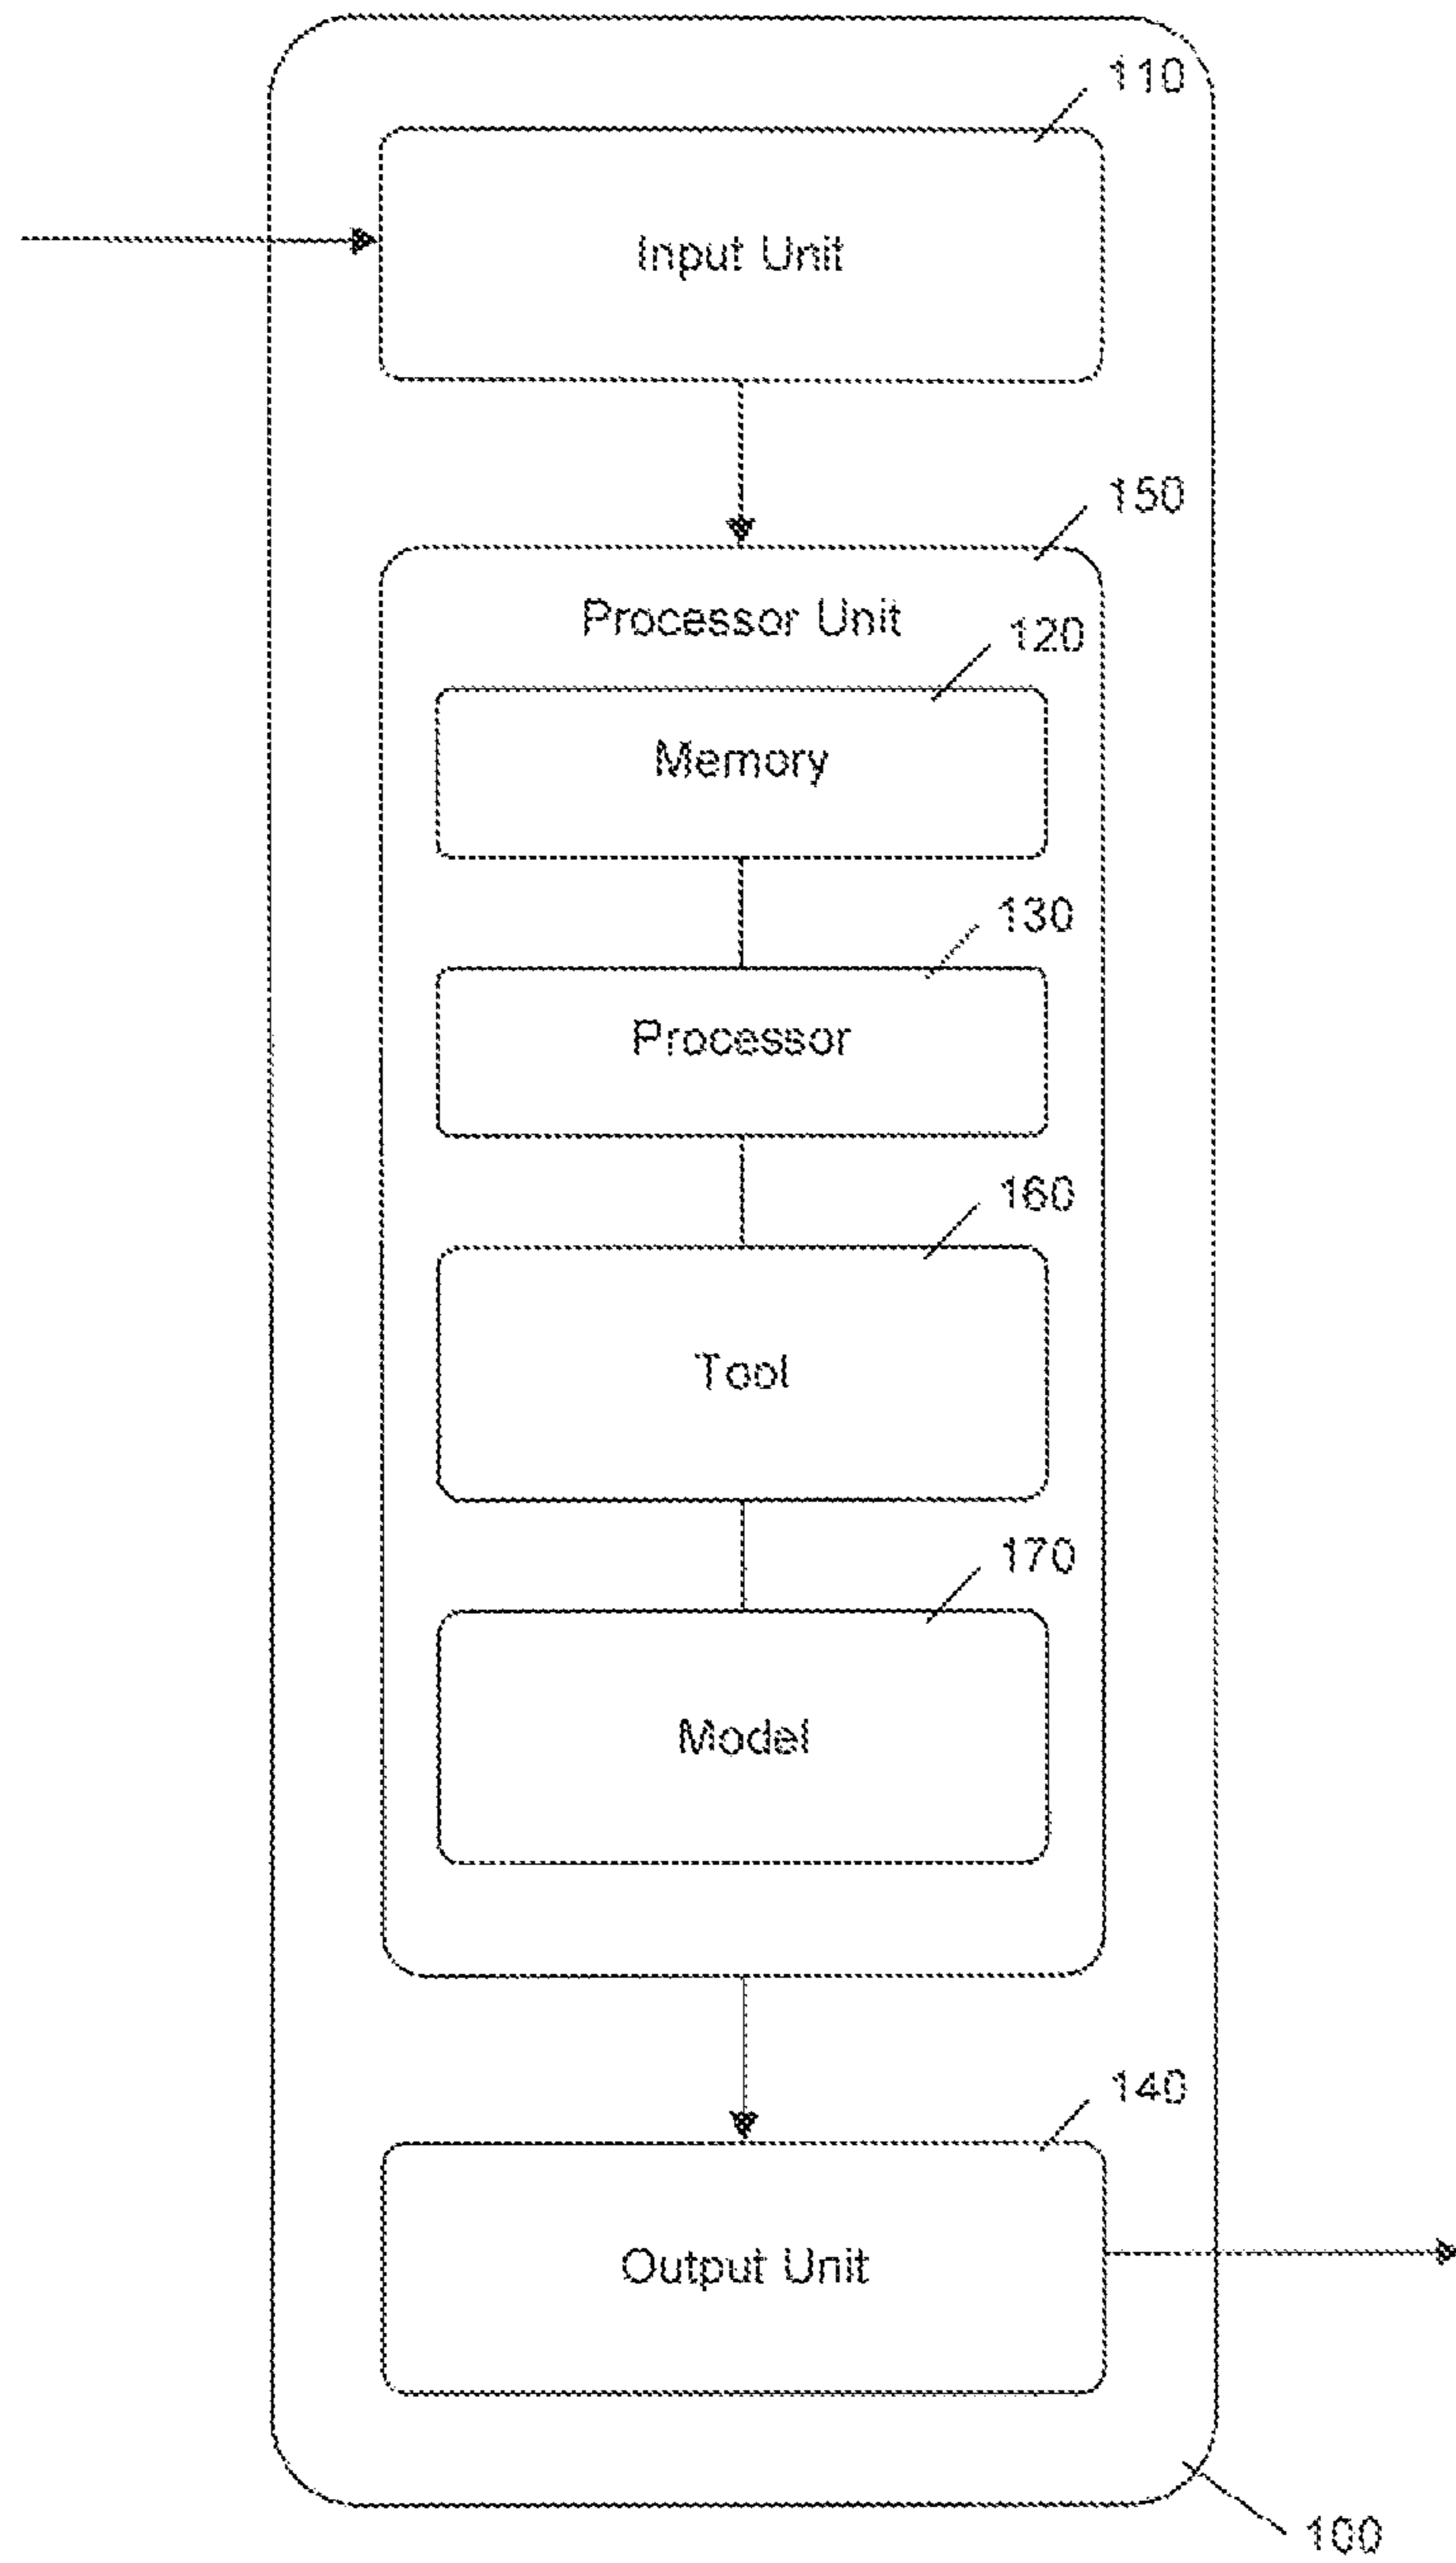 110
Input Unit
150
Processor Unit
120
Memory
130
Processor
160
Tool
170
Model
140
Output Unit
100